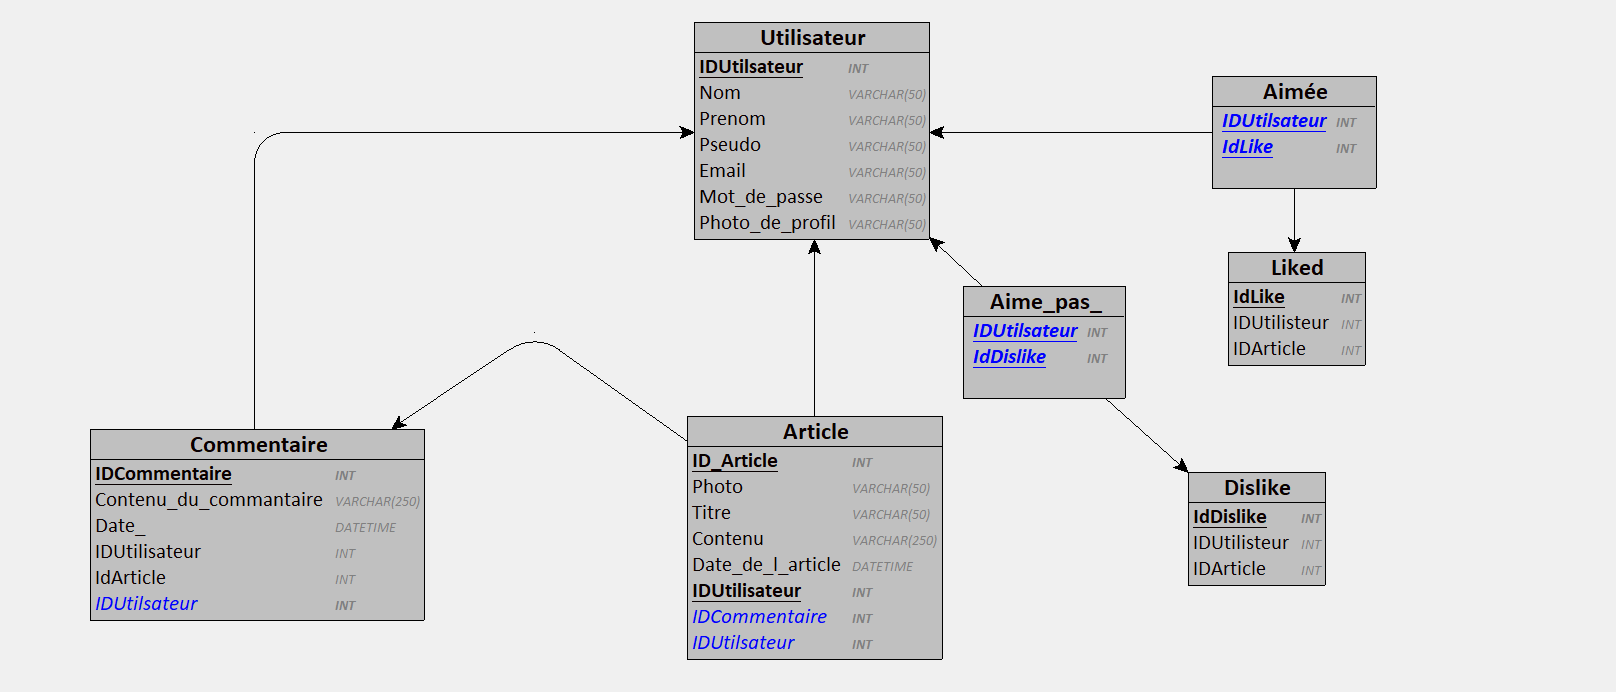 Utilisateur
IDUtilsateur INT
Nom VARCHAR(50)
Prenom VARCHAR(50)
Pseudo VARCHAR(50)
Email VARCHAR(50)
Mot_de_passe VARCHAR(50)
Photo_de_profil VARCHAR(50)
Aimée
IDUtilsateur INT
IdLike INT
Liked
IdLike INT
IDUtilisteur INT
IDArticle INT
Aime_pas_
IDUtilsateur INT
IdDislike INT
Commentaire
IDCommentaire INT
Contenu_du_commantaire VARCHAR(250)
Date_ DATETIME
IDUtilisateur INT
IdArticle INT
IDUtilsateur INT
Article
ID_Article INT
Photo VARCHAR(50)
Titre VARCHAR(50)
Contenu VARCHAR(250)
Date_de_l_article DATETIME
IDUtilisateur INT
IDCommentaire INT
IDUtilsateur INT
Dislike
IdDislike INT
IDUtilisteur INT
IDArticle INT